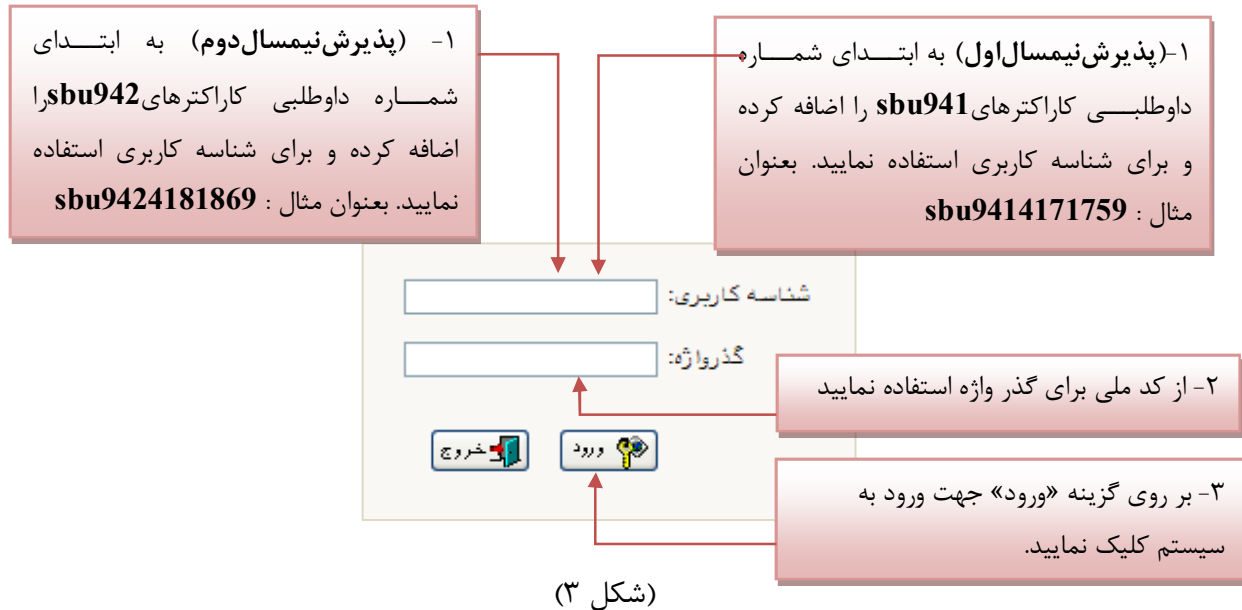 ۱-(پذیرش‌نیمسال‌اول) به ابتدای شماره
داوطلبی کاراکترهای sbu941 را اضافه کرده
و برای شناسه کاربری استفاده نمایید. بعنوان
مثال : sbu9414171759
۱- (پذیرش‌نیمسال‌دوم) به ابتدای
شماره داوطلبی کاراکترهای sbu942 را
اضافه کرده و برای شناسه کاربری استفاده
نمایید. بعنوان مثال : sbu9424181869
شناسه کاربری:
گذرواژه:
۲- از کد ملی برای گذر واژه استفاده نمایید
ورود
خروج
۳- بر روی گزینه «ورود» جهت ورود به
سیستم کلیک نمایید.
(شکل ۳)